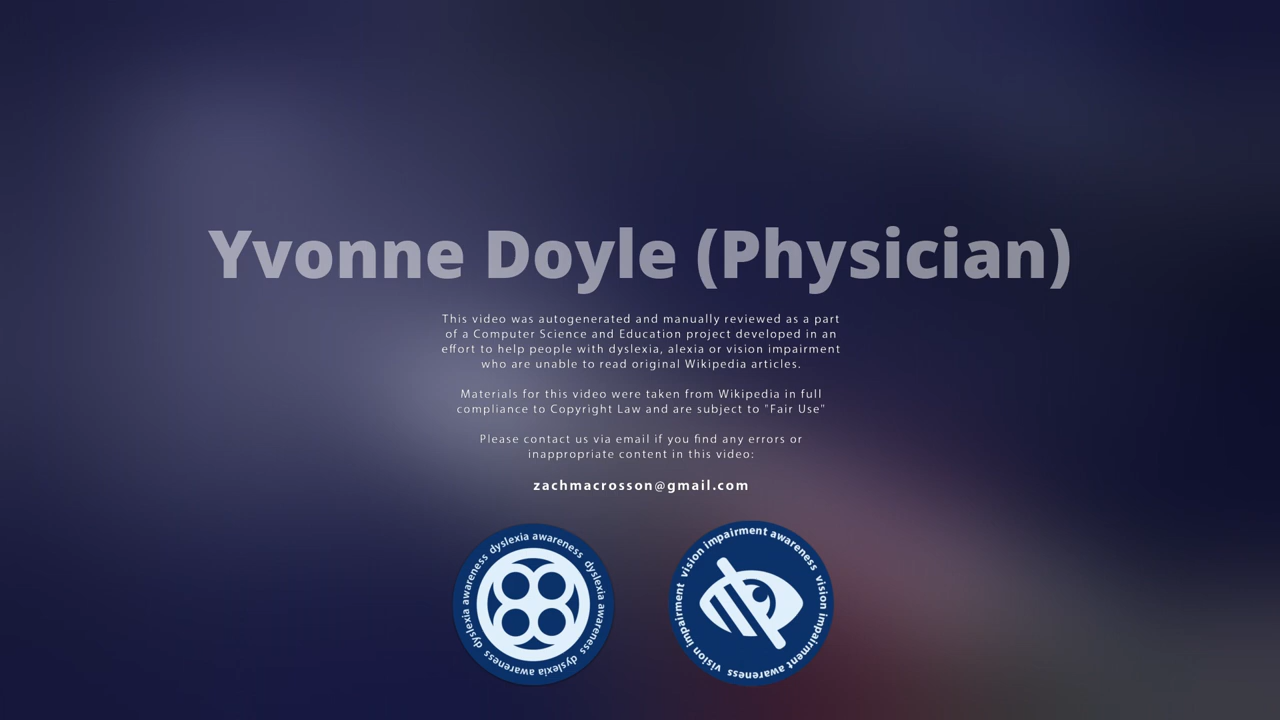 Yvonne Doyle (Physician)
This video was autogenerated and manually reviewed as a part
of a Computer Science and Education project developed in an
effort to help people with dyslexia, alexia or vision impairment
who are unable to read original Wikipedia articles.
Materials for this video were taken from Wikipedia in full
compliance to Copyright Law and are subject to "Fair Use"
Please contact us via email if you find any errors or
inappropriate content in this video:
zachmacrosson@gmail.com
dyslexia awareness dyslexia awareness dyslexia awareness dyslexia awareness
vision impairment awareness vision impairment awareness vision impairment